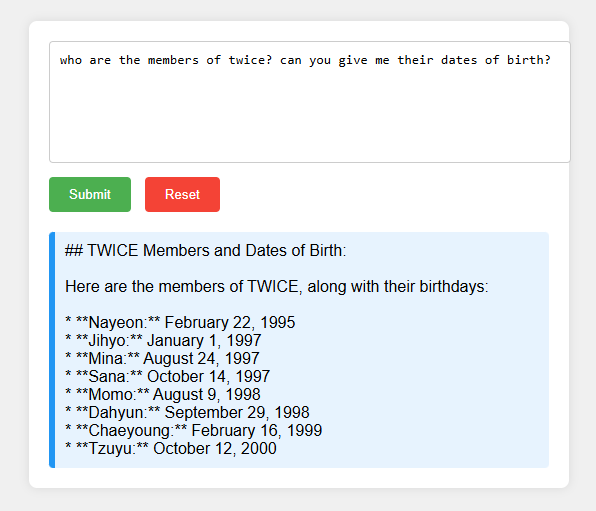 who are the members of twice? can you give me their dates of birth?
Submit
Reset
## TWICE Members and Dates of Birth:
Here are the members of TWICE, along with their birthdays:
* **Nayeon:** February 22, 1995
* **Jihyo:** January 1, 1997
* **Mina:** August 24, 1997
* **Sana:** October 14, 1997
* **Momo:** August 9, 1998
* **Dahyun:** September 29, 1998
* **Chaeyoung:** February 16, 1999
* **Tzuyu:** October 12, 2000